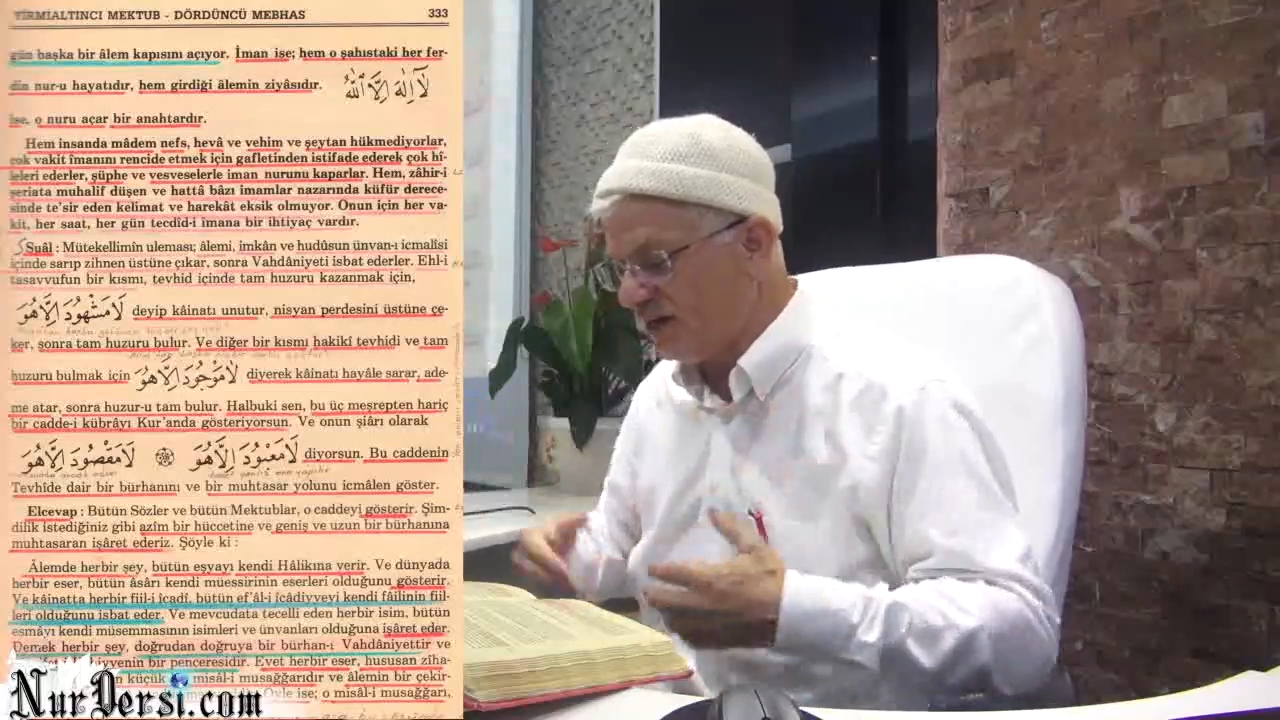 YİRMİALTINCI MEKTUB - DÖRDÜNCÜ MEBHAS 333
gün başka bir âlem kapısını açıyor. İman ise; hem o şahıstaki her fer-
din nur-u hayatıdır, hem girdiği âlemin ziyâsıdır. لَٓا اِلٰهَ اِلَّا اللّٰهُ
ise, o nuru açar bir anahtardır.
Hem insanda mâdem nefs, hevâ ve vehim ve şeytan hükmediyorlar,
çok vakit îmanını rencide etmek için gafletinden istifade ederek çok hî-
leleri ederler, şüphe ve vesveselerle iman nurunu kaparlar. Hem, zâhir-i
şeriata muhalif düşen ve hattâ bâzı imamlar nazarında küfür derece-
sinde te'sir eden kelimat ve harekât eksik olmuyor. Onun için her va-
kit, her saat, her gün tecdîd-i îmana bir ihtiyaç vardır.
Suâl : Mütekellimîn uleması; âlemi, imkân ve hudûsun ünvan-ı icmalîsi
içinde sarıp zihnen üstüne çıkar, sonra Vahdâniyeti isbat ederler. Ehl-i
tasavvufun bir kısmı, tevhid içinde tam huzuru kazanmak için,
لَا مَشْهُودَ اِلَّا هُوَ deyip kâinatı unutur, nisyan perdesini üstüne çe-
ker, sonra tam huzuru bulur. Ve diğer bir kısmı hakikî tevhidi ve tam
huzuru bulmak için لَا مَوْجُودَ اِلَّا هُوَ diyerek kâinatı hayâle sarar, ade-
me atar, sonra huzur-u tam bulur. Halbuki sen, bu üç meşrepten hariç
bir cadde-i kübrâyı Kur'anda gösteriyorsun. Ve onun şiârı olarak
لَا مَعْبُودَ اِلَّا هُوَ ۞ لَا مَقْصُودَ اِلَّا هُوَ diyorsun. Bu caddenin
Tevhîde dair bir bürhanını ve bir muhtasar yolunu icmâlen göster.
Elcevap : Bütün Sözler ve bütün Mektublar, o caddeyi gösterir. Şim-
dilik istediğiniz gibi azîm bir hüccetine ve geniş ve uzun bir bürhanına
muhtasaran işâret ederiz. Şöyle ki :
Âlemde herbir şey, bütün eşyayı kendi Hâlikına verir. Ve dünyada
herbir eser, bütün âsârı kendi müessirinin eserleri olduğunu gösterir.
Ve kâinatta herbir fiil-i îcadî, bütün ef'âl-i îcâdiyyeyi kendi fâilinin fiil-
leri olduğunu isbat eder. Ve mevcudata tecelli eden herbir isim, bütün
esmâyı kendi müsemmasının isimleri ve ünvanları olduğuna işâret eder.
Demek herbir şey, doğrudan doğruya bir bürhan-ı Vahdâniyettir ve
bir penceresidir. Evet herbir eser, hususan zîha-
küçük misâl-i musağğarıdır ve âlemin bir çekir-
Öyle ise; o misâl-i musağğarı,
NurDersi.com